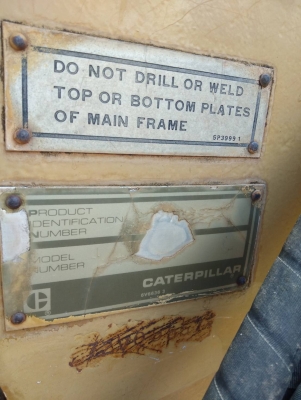 DO NOT DRILL OR WELD
TOP OR BOTTOM PLATES
OF MAIN FRAME
PRODUCT
IDENTIFICATION
NUMBER
MODEL
NUMBER
C
CATERPILLAR